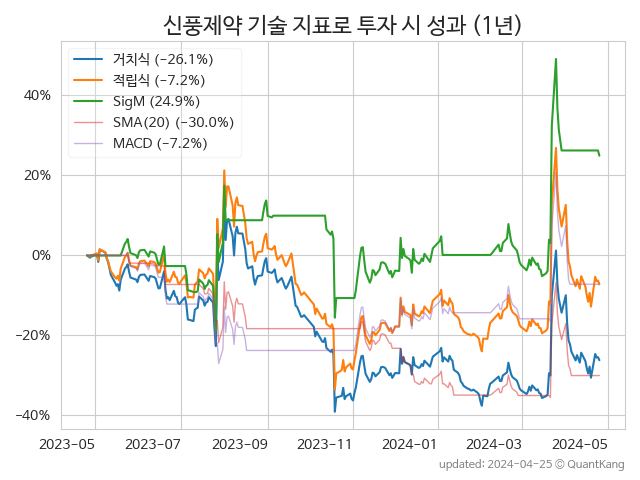 신풍제약 기술 지표로 투자 시 성과 (1년)
거치식 (−26.1%)
적립식 (−7.2%)
SigM (24.9%)
SMA(20) (−30.0%)
MACD (−7.2%)
40%
20%
0%
−20%
−40%
2023-05 2023-07 2023-09 2023-11 2024-01 2024-03 2024-05
updated: 2024-04-25 © QuantKang